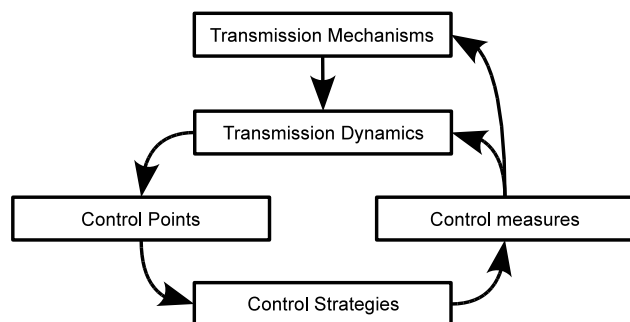 Transmission Mechanisms
Transmission Dynamics
Control Points
Control measures
Control Strategies